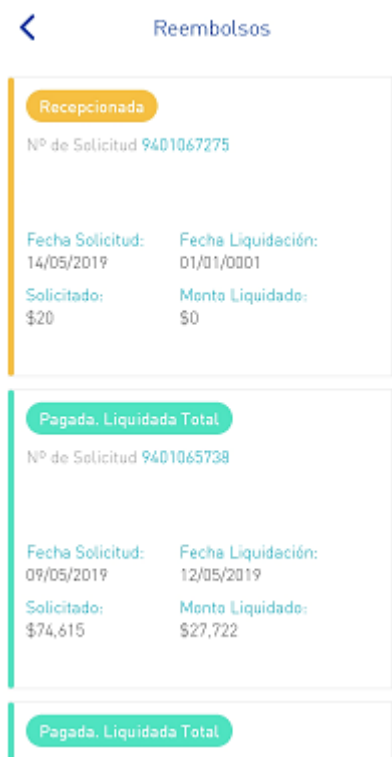 Reembolsos
Recepcionada
Nº de Solicitud 9401067275
Fecha Solicitud: Fecha Liquidación:
14/05/2019 01/01/0001
Solicitado: Monto Liquidado:
$20 $0
Pagada. Liquidada Total
Nº de Solicitud 9401065738
Fecha Solicitud: Fecha Liquidación:
09/05/2019 12/05/2019
Solicitado: Monto Liquidado:
$74,615 $27,722
Pagada. Liquidada Total